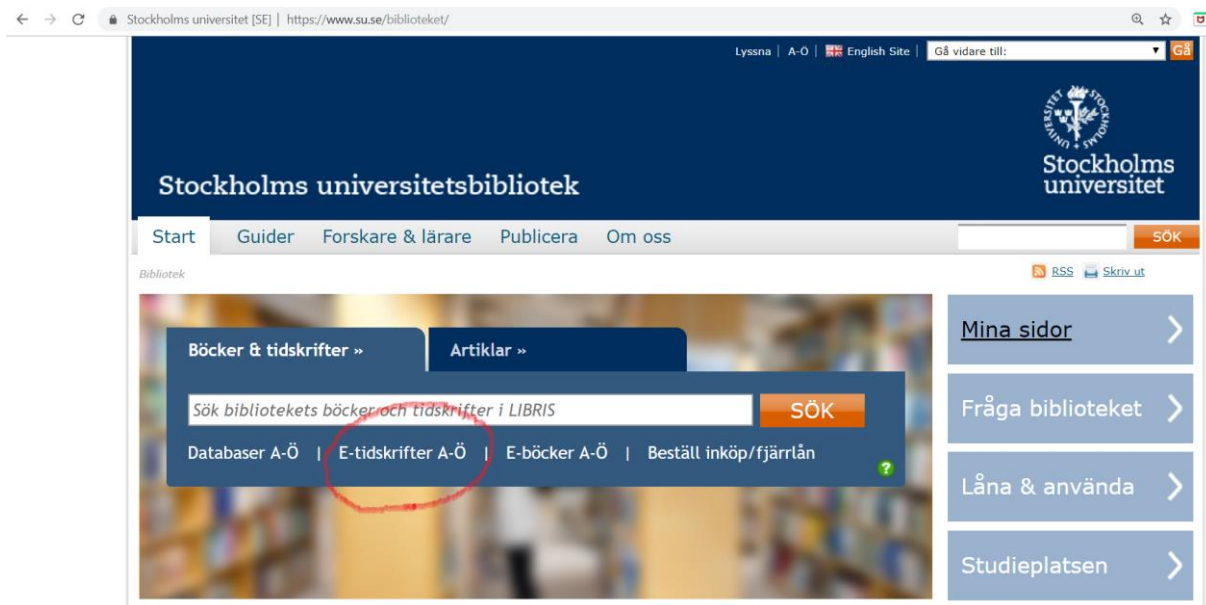 Stockholms universitet [SE] | https://www.su.se/biblioteket/
Lyssna | A-Ö | English Site | Gå vidare till: Gå
STOCKHOLMS UNIVERSITET
Stockholms universitetsbibliotek
Stockholms
universitet
Start Guider Forskare & lärare Publicera Om oss SÖK
Bibliotek RSS Skriv ut
Böcker & tidskrifter » Artiklar »
Sök bibliotekets böcker och tidskrifter i LIBRIS SÖK
Databaser A-Ö | E-tidskrifter A-Ö | E-böcker A-Ö | Beställ inköp/fjärrlån ?
Mina sidor
Fråga biblioteket
Låna & använda
Studieplatsen